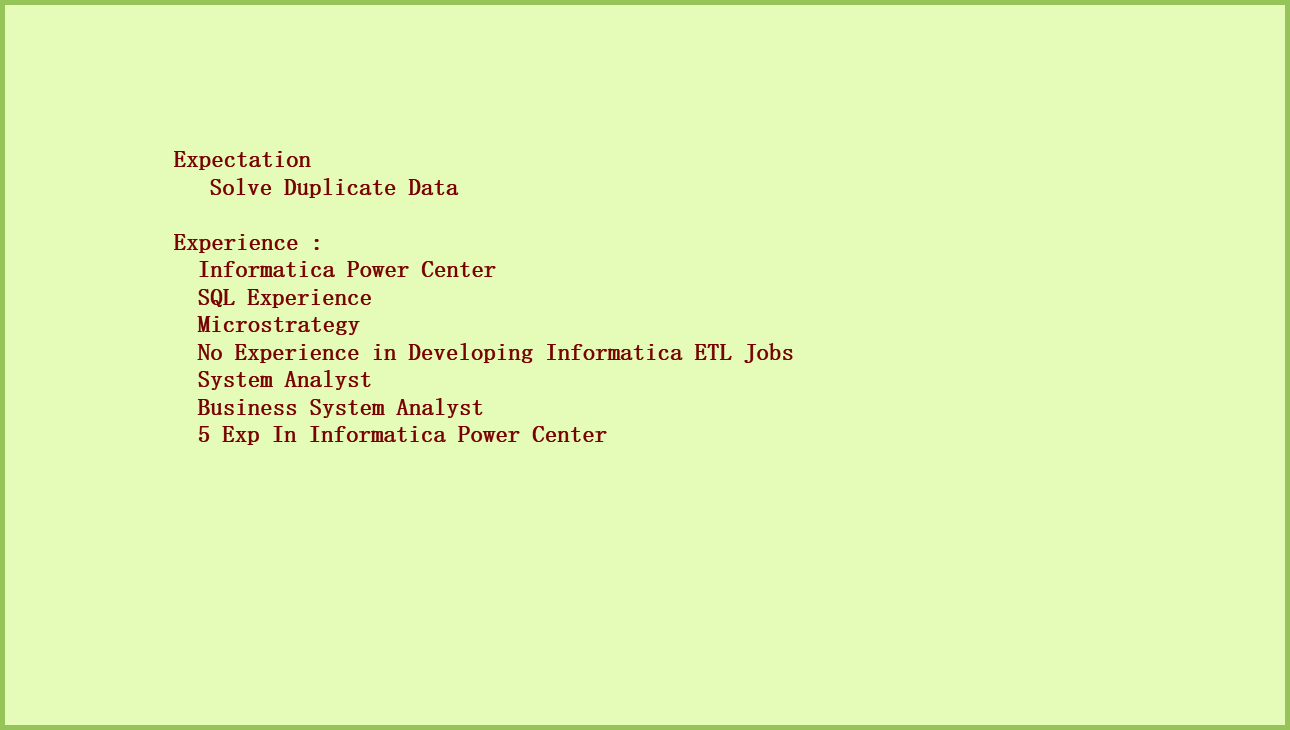 Expectation
Solve Duplicate Data
Experience :
Informatica Power Center
SQL Experience
Microstrategy
No Experience in Developing Informatica ETL Jobs
System Analyst
Business System Analyst
5 Exp In Informatica Power Center